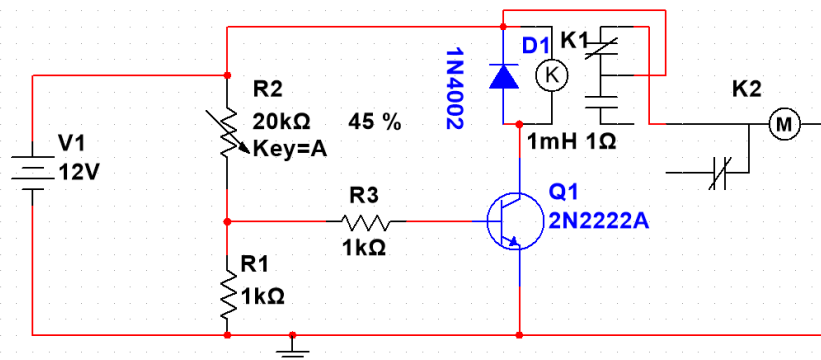 V1
12V
R2
20kΩ 45 %
Key=A
R1
1kΩ
R3
1kΩ
1N4002
D1
K
K1
1mH 1Ω
Q1
2N2222A
K2
M